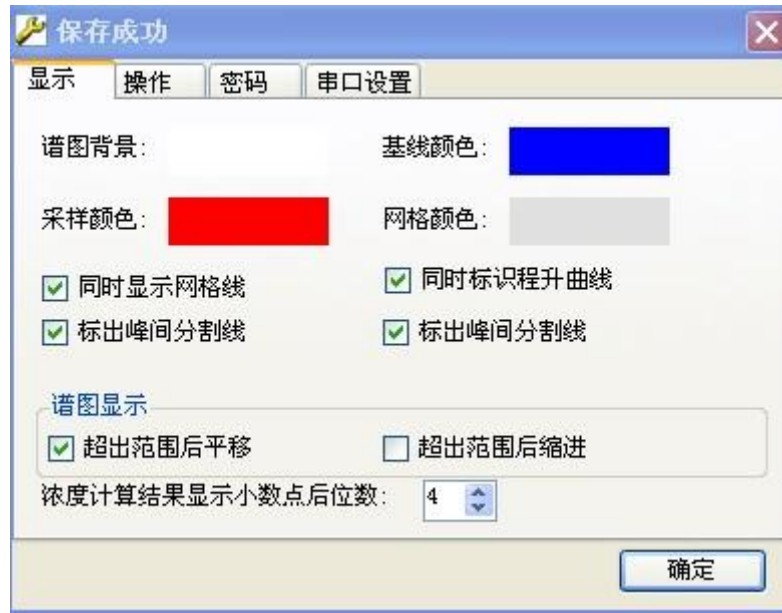 保存成功
显示 操作 密码 串口设置
谱图背景: 基线颜色:
采样颜色: 网格颜色:
同时显示网格线 同时标识程升曲线
标出峰间分割线 标出峰间分割线
谱图显示
超出范围后平移 超出范围后缩进
浓度计算结果显示小数点后位数: 4
确定